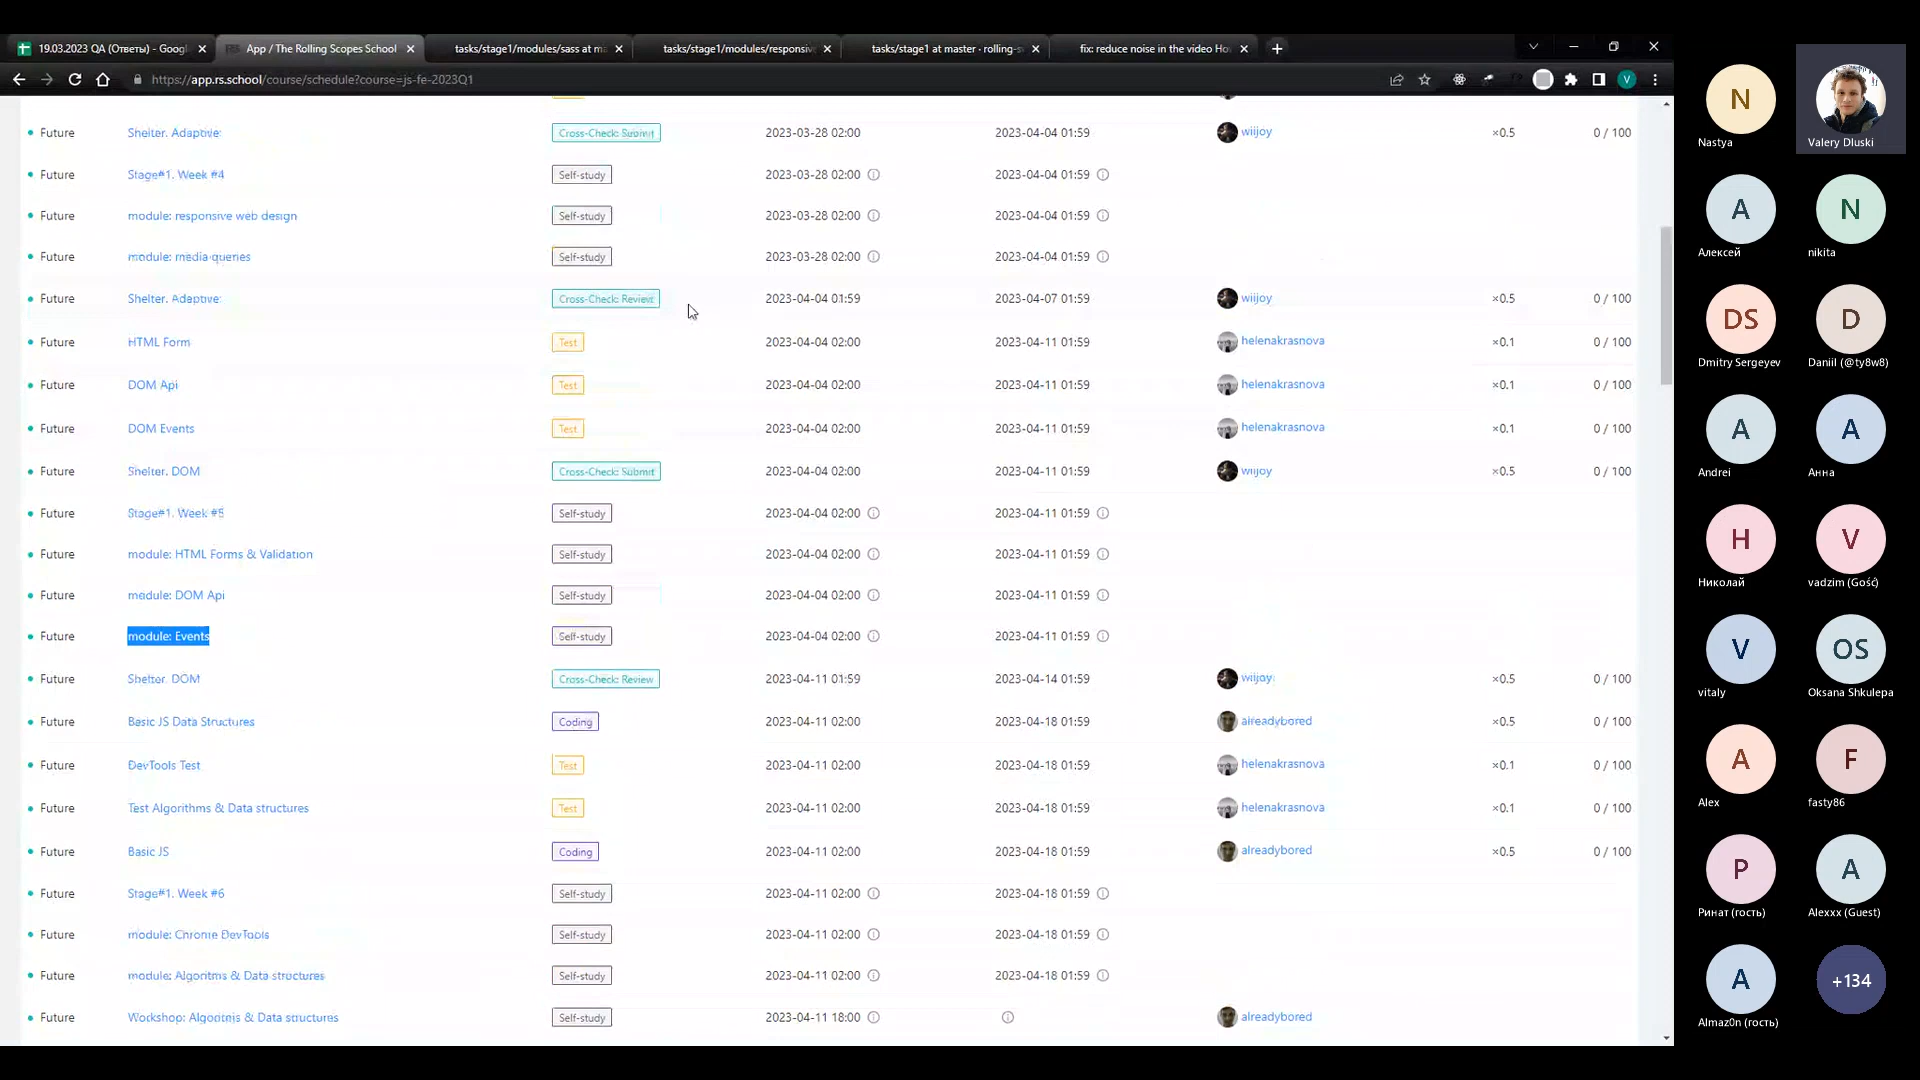 19.03.2023 QA (Ответы) - Googl
App / The Rolling Scopes School
tasks/stage1/modules/sass at ma
tasks/stage1/modules/responsive
tasks/stage1 at master · rolling-s
fix: reduce noise in the video Ho
https://app.rs.school/course/schedule?course=js-fe-2023Q1
V
Future Shelter. Adaptive Cross-Check: Submit 2023-03-28 02:00 2023-04-04 01:59 wiijoy ×0.5 0 / 100
Future Stage#1. Week #4 Self-study 2023-03-28 02:00 2023-04-04 01:59
Future module: responsive web design Self-study 2023-03-28 02:00 2023-04-04 01:59
Future module: media-queries Self-study 2023-03-28 02:00 2023-04-04 01:59
Future Shelter. Adaptive Cross-Check: Review 2023-04-04 01:59 2023-04-07 01:59 wiijoy ×0.5 0 / 100
Future HTML Form Test 2023-04-04 02:00 2023-04-11 01:59 helenakrasnova ×0.1 0 / 100
Future DOM Api Test 2023-04-04 02:00 2023-04-11 01:59 helenakrasnova ×0.1 0 / 100
Future DOM Events Test 2023-04-04 02:00 2023-04-11 01:59 helenakrasnova ×0.1 0 / 100
Future Shelter. DOM Cross-Check: Submit 2023-04-04 02:00 2023-04-11 01:59 wiijoy ×0.5 0 / 100
Future Stage#1. Week #5 Self-study 2023-04-04 02:00 2023-04-11 01:59
Future module: HTML Forms & Validation Self-study 2023-04-04 02:00 2023-04-11 01:59
Future module: DOM Api Self-study 2023-04-04 02:00 2023-04-11 01:59
Future module: Events Self-study 2023-04-04 02:00 2023-04-11 01:59
Future Shelter. DOM Cross-Check: Review 2023-04-11 01:59 2023-04-14 01:59 wiijoy ×0.5 0 / 100
Future Basic JS Data Structures Coding 2023-04-11 02:00 2023-04-18 01:59 alreadybored ×0.5 0 / 100
Future DevTools Test Test 2023-04-11 02:00 2023-04-18 01:59 helenakrasnova ×0.1 0 / 100
Future Test Algorithms & Data structures Test 2023-04-11 02:00 2023-04-18 01:59 helenakrasnova ×0.1 0 / 100
Future Basic JS Coding 2023-04-11 02:00 2023-04-18 01:59 alreadybored ×0.5 0 / 100
Future Stage#1. Week #6 Self-study 2023-04-11 02:00 2023-04-18 01:59
Future module: Chrome DevTools Self-study 2023-04-11 02:00 2023-04-18 01:59
Future module: Algoritms & Data structures Self-study 2023-04-11 02:00 2023-04-18 01:59
Future Workshop: Algoritmis & Data structures Self-study 2023-04-11 18:00 alreadybored
N
Nastya Valery Dluski
A N
Алексей nikita
DS D
Dmitry Sergeyev Daniil (@ty8w8)
A A
Andrei Анна
H V
Николай vadzim (Gość)
V OS
vitaly Oksana Shkulepa
A F
Alex fasty86
P A
Ринат (гость) Alexxx (Guest)
A +134
Almaz0n (гость)